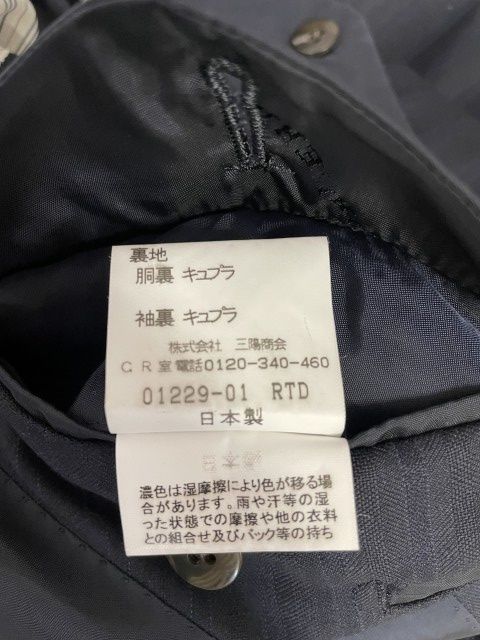 裏地
胴裏 キュプラ
袖裏 キュプラ
株式会社 三陽商会
CR室電話0120-340-460
01229-01 RTD
日本製
日本製
濃色は湿摩擦により色が移る場
合があります。雨や汗等の湿
った状態での摩擦や他の衣料
との組合せ及びバック等の持ち